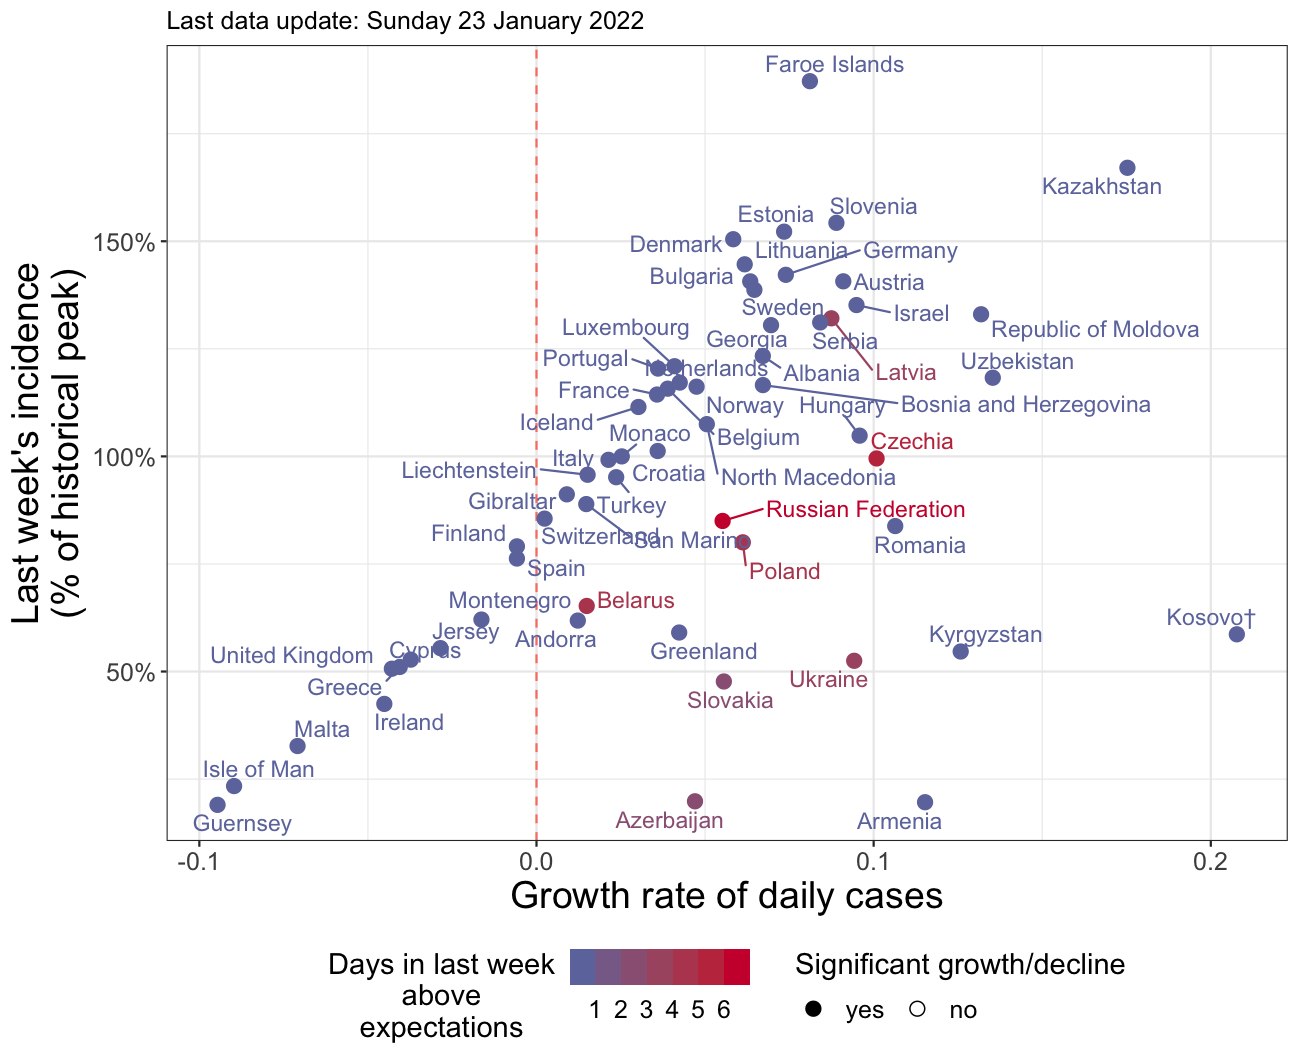 Last data update: Sunday 23 January 2022
Last week's incidence
(% of historical peak)
150%
100%
50%
Faroe Islands
Kazakhstan
Slovenia
Estonia
Denmark
Lithuania
Germany
Bulgaria
Austria
Sweden
Israel
Luxembourg
Republic of Moldova
Georgia
Serbia
Portugal
Netherlands
Uzbekistan
Albania
Latvia
France
Norway
Hungary
Bosnia and Herzegovina
Iceland
Monaco
Belgium
Czechia
Italy
Liechtenstein
Croatia
North Macedonia
Gibraltar
Turkey
Russian Federation
Finland
Switzerland
San Marino
Romania
Spain
Poland
Montenegro
Belarus
Kosovo†
Jersey
Andorra
Kyrgyzstan
United Kingdom
Cyprus
Greenland
Greece
Ukraine
Slovakia
Ireland
Malta
Isle of Man
Guernsey
Azerbaijan
Armenia
-0.1 0.0 0.1 0.2
Growth rate of daily cases
Days in last week
above
expectations
1 2 3 4 5 6
Significant growth/decline
yes no